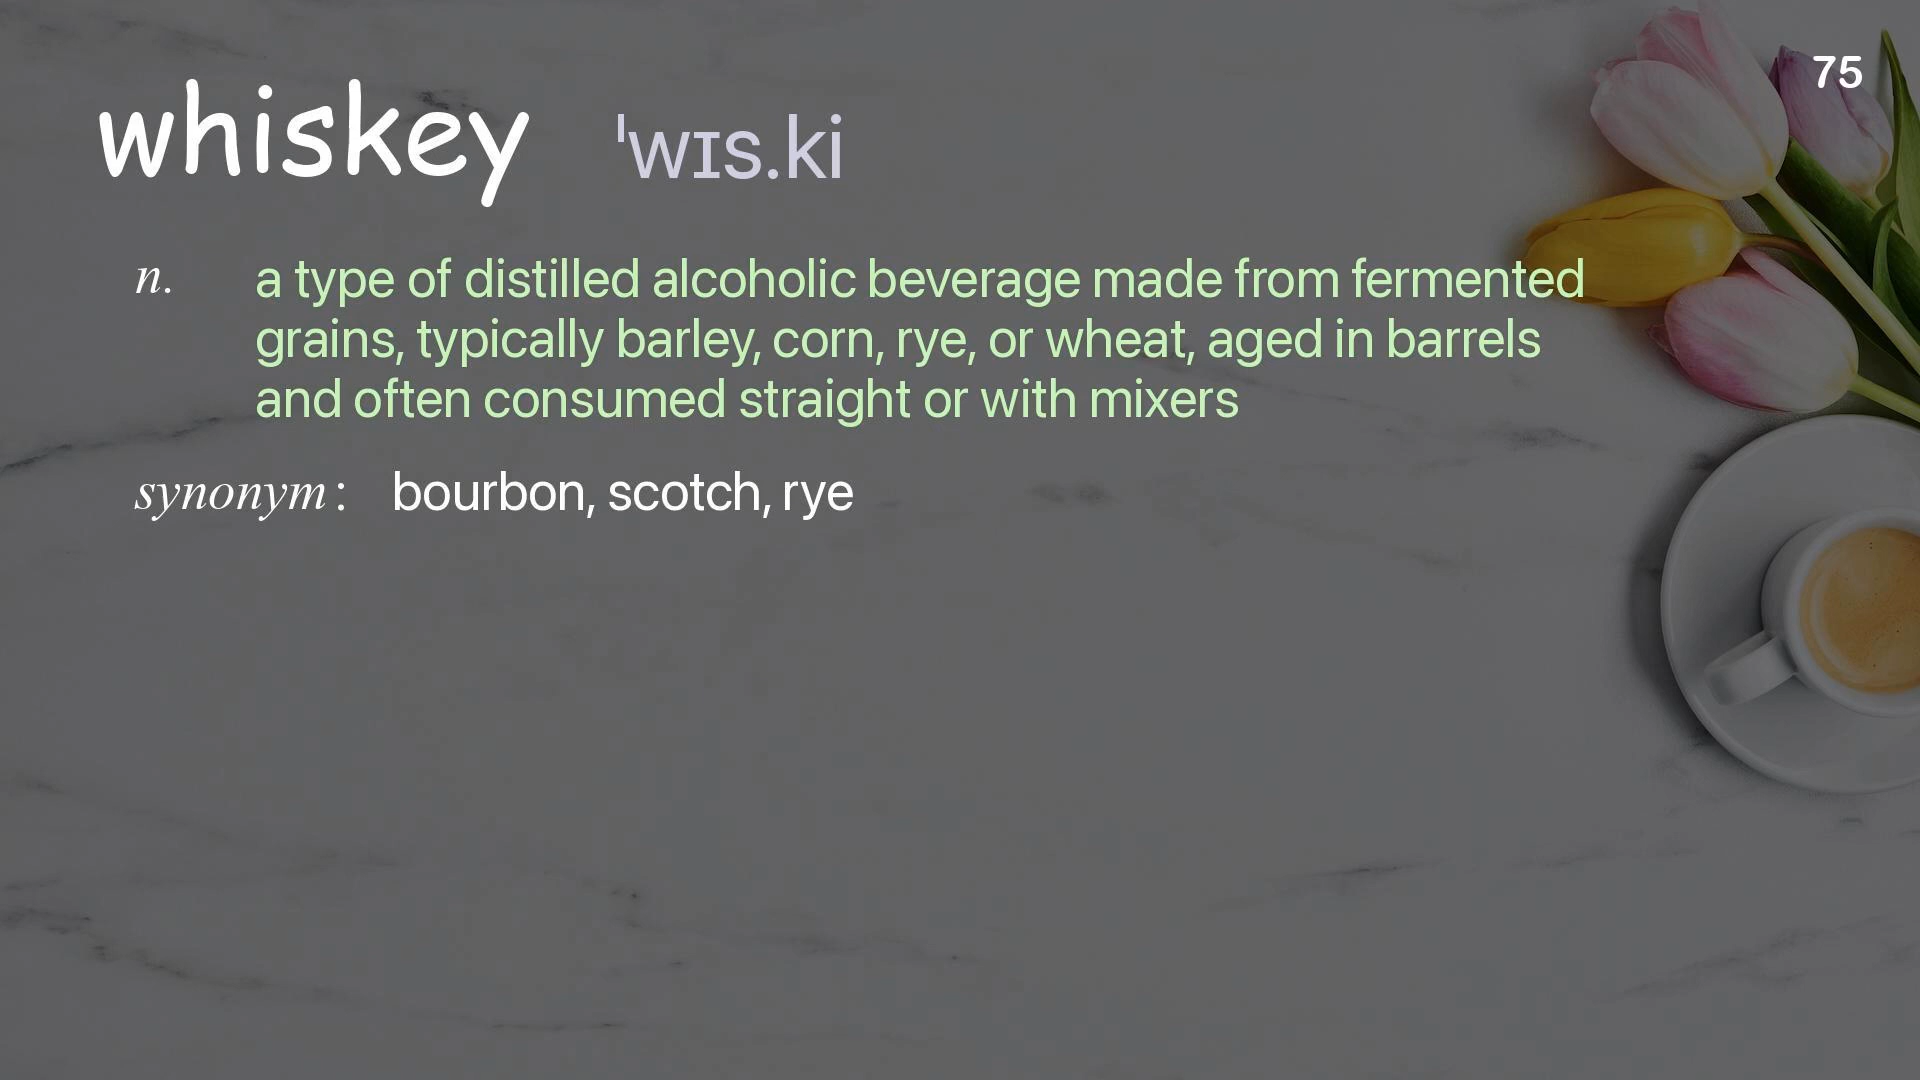 75
whiskey ˈwɪs.ki
n. a type of distilled alcoholic beverage made from fermented
grains, typically barley, corn, rye, or wheat, aged in barrels
and often consumed straight or with mixers
synonym: bourbon, scotch, rye